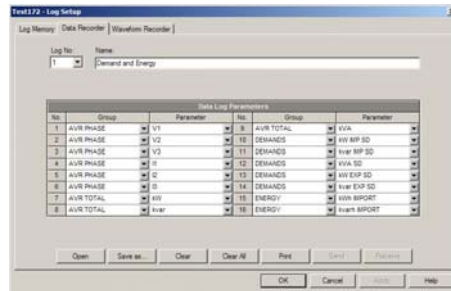 Test172 - Log Setup
Log Memory Data Recorder Waveform Recorder
Log No. Name
1 Demand and Energy
Data Log Parameters
No. Group Parameter No. Group Parameter
1 AVR PHASE V1 9 AVR TOTAL kVA
2 AVR PHASE V2 10 DEMANDS kW IMP SD
3 AVR PHASE V3 11 DEMANDS kvar IMP SD
4 AVR PHASE I1 12 DEMANDS kVA SD
5 AVR PHASE I2 13 DEMANDS kW EXP SD
6 AVR PHASE I3 14 DEMANDS kvar EXP SD
7 AVR TOTAL kW 15 ENERGY kWh IMPORT
8 AVR TOTAL kvar 16 ENERGY kvarh IMPORT
Open Save as... Clear Clear All Print Send Receive
OK Cancel Apply Help